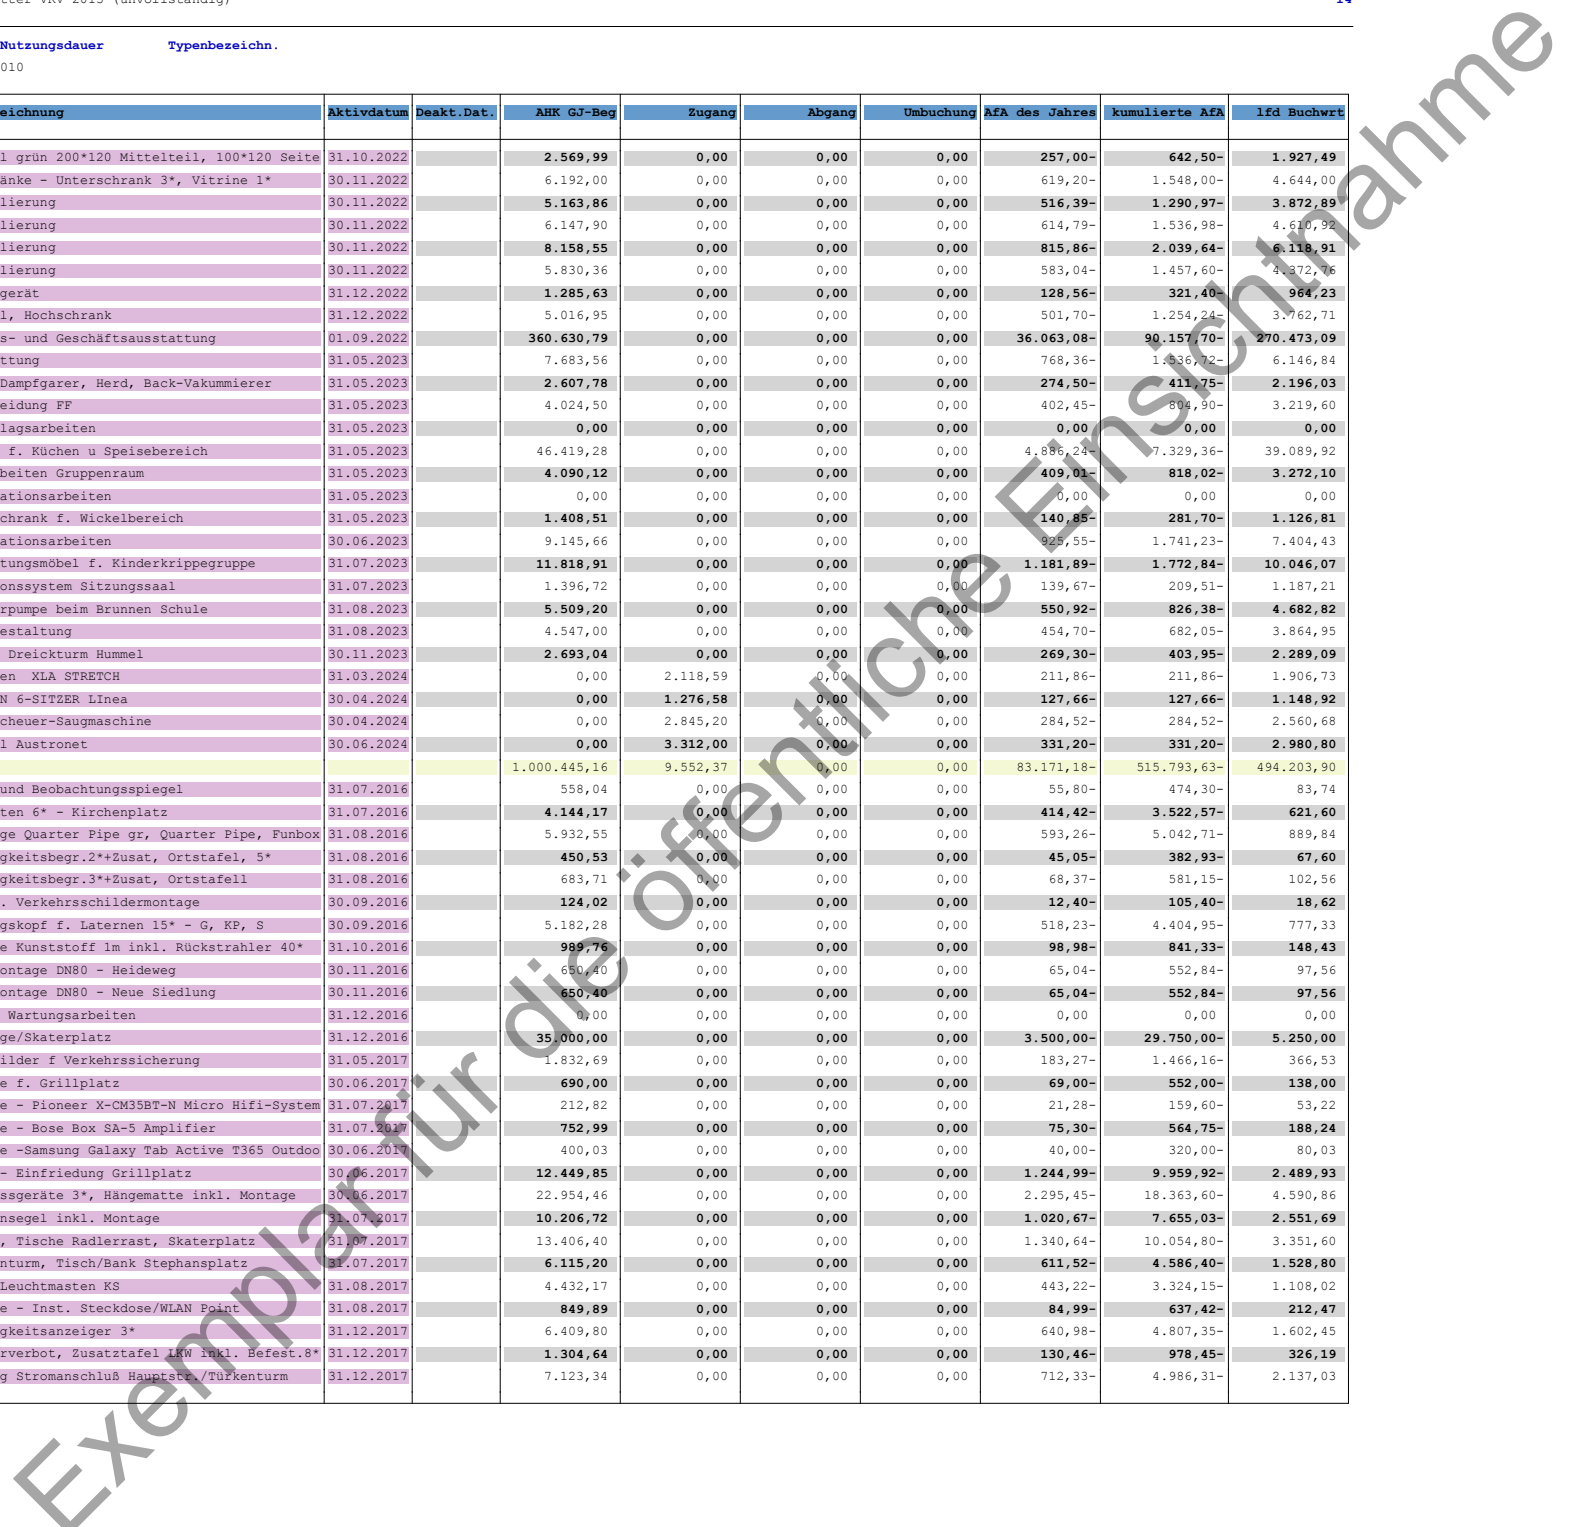 tter VRV 2015 (unvollständig) 14
Nutzungsdauer Typenbezeichn.
010
eichnung Aktivdatum Deakt.Dat. AHK GJ-Beg Zugang Abgang Umbuchung AfA des Jahres kumulierte AfA lfd Buchwrt
l grün 200*120 Mittelteil, 100*120 Seite 31.10.2022 2.569,99 0,00 0,00 0,00 257,00- 642,50- 1.927,49
änke - Unterschrank 3*, Vitrine 1* 30.11.2022 6.192,00 0,00 0,00 0,00 619,20- 1.548,00- 4.644,00
lierung 30.11.2022 5.163,86 0,00 0,00 0,00 516,39- 1.290,97- 3.872,89
lierung 30.11.2022 6.147,90 0,00 0,00 0,00 614,79- 1.536,98- 4.610,92
lierung 30.11.2022 8.158,55 0,00 0,00 0,00 815,86- 2.039,64- 6.118,91
lierung 30.11.2022 5.830,36 0,00 0,00 0,00 583,04- 1.457,60- 4.372,76
gerät 31.12.2022 1.285,63 0,00 0,00 0,00 128,56- 321,40- 964,23
l, Hochschrank 31.12.2022 5.016,95 0,00 0,00 0,00 501,70- 1.254,24- 3.762,71
s- und Geschäftsausstattung 01.09.2022 360.630,79 0,00 0,00 0,00 36.063,08- 90.157,70- 270.473,09
ttung 31.05.2023 7.683,56 0,00 0,00 0,00 768,36- 1.536,72- 6.146,84
Dampfgarer, Herd, Back-Vakummierer 31.05.2023 2.607,78 0,00 0,00 0,00 274,50- 411,75- 2.196,03
eidung FF 31.05.2023 4.024,50 0,00 0,00 0,00 402,45- 804,90- 3.219,60
lagsarbeiten 31.05.2023 0,00 0,00 0,00 0,00 0,00 0,00 0,00
f. Küchen u Speisebereich 31.05.2023 46.419,28 0,00 0,00 0,00 4.886,24- 7.329,36- 39.089,92
beiten Gruppenraum 31.05.2023 4.090,12 0,00 0,00 0,00 409,01- 818,02- 3.272,10
ationsarbeiten 31.05.2023 0,00 0,00 0,00 0,00 0,00 0,00 0,00
chrank f. Wickelbereich 31.05.2023 1.408,51 0,00 0,00 0,00 140,85- 281,70- 1.126,81
ationsarbeiten 30.06.2023 9.145,66 0,00 0,00 0,00 925,55- 1.741,23- 7.404,43
tungsmöbel f. Kinderkrippegruppe 31.07.2023 11.818,91 0,00 0,00 0,00 1.181,89- 1.772,84- 10.046,07
onssystem Sitzungssaal 31.07.2023 1.396,72 0,00 0,00 0,00 139,67- 209,51- 1.187,21
rpumpe beim Brunnen Schule 31.08.2023 5.509,20 0,00 0,00 0,00 550,92- 826,38- 4.682,82
estaltung 31.08.2023 4.547,00 0,00 0,00 0,00 454,70- 682,05- 3.864,95
Dreickturm Hummel 30.11.2023 2.693,04 0,00 0,00 0,00 269,30- 403,95- 2.289,09
en XLA STRETCH 31.03.2024 0,00 2.118,59 0,00 0,00 211,86- 211,86- 1.906,73
N 6-SITZER LInea 30.04.2024 0,00 1.276,58 0,00 0,00 127,66- 127,66- 1.148,92
cheuer-Saugmaschine 30.04.2024 0,00 2.845,20 0,00 0,00 284,52- 284,52- 2.560,68
l Austronet 30.06.2024 0,00 3.312,00 0,00 0,00 331,20- 331,20- 2.980,80
1.000.445,16 9.552,37 0,00 0,00 83.171,18- 515.793,63- 494.203,90
und Beobachtungsspiegel 31.07.2016 558,04 0,00 0,00 0,00 55,80- 474,30- 83,74
ten 6* - Kirchenplatz 31.07.2016 4.144,17 0,00 0,00 0,00 414,42- 3.522,57- 621,60
ge Quarter Pipe gr, Quarter Pipe, Funbox 31.08.2016 5.932,55 0,00 0,00 0,00 593,26- 5.042,71- 889,84
gkeitsbegr.2*+Zusat, Ortstafel, 5* 31.08.2016 450,53 0,00 0,00 0,00 45,05- 382,93- 67,60
gkeitsbegr.3*+Zusat, Ortstafell 31.08.2016 683,71 0,00 0,00 0,00 68,37- 581,15- 102,56
. Verkehrsschildermontage 30.09.2016 124,02 0,00 0,00 0,00 12,40- 105,40- 18,62
gskopf f. Laternen 15* - G, KP, S 30.09.2016 5.182,28 0,00 0,00 0,00 518,23- 4.404,95- 777,33
e Kunststoff 1m inkl. Rückstrahler 40* 31.10.2016 989,76 0,00 0,00 0,00 98,98- 841,33- 148,43
ontage DN80 - Heideweg 30.11.2016 650,40 0,00 0,00 0,00 65,04- 552,84- 97,56
ontage DN80 - Neue Siedlung 30.11.2016 650,40 0,00 0,00 0,00 65,04- 552,84- 97,56
Wartungsarbeiten 31.12.2016 0,00 0,00 0,00 0,00 0,00 0,00 0,00
ge/Skaterplatz 31.12.2016 35.000,00 0,00 0,00 0,00 3.500,00- 29.750,00- 5.250,00
ilder f Verkehrssicherung 31.05.2017 1.832,69 0,00 0,00 0,00 183,27- 1.466,16- 366,53
e f. Grillplatz 30.06.2017 690,00 0,00 0,00 0,00 69,00- 552,00- 138,00
e - Pioneer X-CM35BT-N Micro Hifi-System 31.07.2017 212,82 0,00 0,00 0,00 21,28- 159,60- 53,22
e - Bose Box SA-5 Amplifier 31.07.2017 752,99 0,00 0,00 0,00 75,30- 564,75- 188,24
e -Samsung Galaxy Tab Active T365 Outdoo 30.06.2017 400,03 0,00 0,00 0,00 40,00- 320,00- 80,03
- Einfriedung Grillplatz 30.06.2017 12.449,85 0,00 0,00 0,00 1.244,99- 9.959,92- 2.489,93
ssgeräte 3*, Hängematte inkl. Montage 30.06.2017 22.954,46 0,00 0,00 0,00 2.295,45- 18.363,60- 4.590,86
nsegel inkl. Montage 31.07.2017 10.206,72 0,00 0,00 0,00 1.020,67- 7.655,03- 2.551,69
, Tische Radlerrast, Skaterplatz 31.07.2017 13.406,40 0,00 0,00 0,00 1.340,64- 10.054,80- 3.351,60
nturm, Tisch/Bank Stephansplatz 31.07.2017 6.115,20 0,00 0,00 0,00 611,52- 4.586,40- 1.528,80
Leuchtmasten KS 31.08.2017 4.432,17 0,00 0,00 0,00 443,22- 3.324,15- 1.108,02
e - Inst. Steckdose/WLAN Point 31.08.2017 849,89 0,00 0,00 0,00 84,99- 637,42- 212,47
gkeitsanzeiger 3* 31.12.2017 6.409,80 0,00 0,00 0,00 640,98- 4.807,35- 1.602,45
rverbot, Zusatztafel LKW inkl. Befest.8* 31.12.2017 1.304,64 0,00 0,00 0,00 130,46- 978,45- 326,19
g Stromanschluß Hauptstr./Türkenturm 31.12.2017 7.123,34 0,00 0,00 0,00 712,33- 4.986,31- 2.137,03
Exemplar für die öffentliche Einsichtnahme